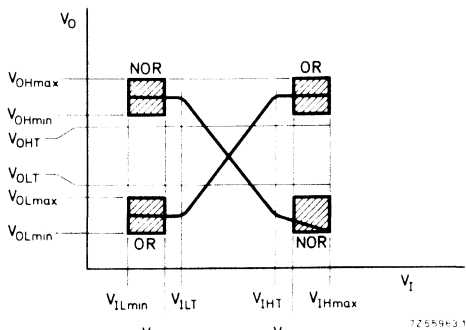 V_O
NOR
OR
V_OHmax
V_OHmin
V_OHT
V_OLT
V_OLmax
V_OLmin
OR
NOR
V_I
V_ILmin
V_ILT
V_IHT
V_IHmax
7Z55963.1